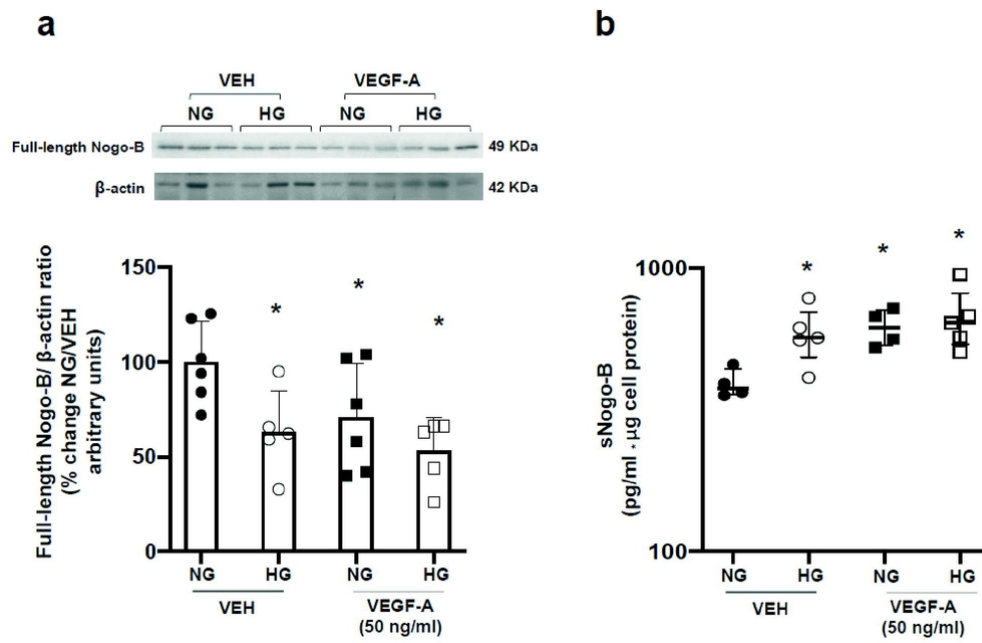 a
VEH VEGF-A
NG HG NG HG
Full-length Nogo-B 49 KDa
β-actin 42 KDa
Full-length Nogo-B/ β-actin ratio
(% change NG/VEH
arbitrary units)
150
100
50
0
* * *
NG HG NG HG
VEH VEGF-A
(50 ng/ml)
b
sNogo-B
(pg/ml . µg cell protein)
1000
100
* * *
NG HG NG HG
VEH VEGF-A
(50 ng/ml)